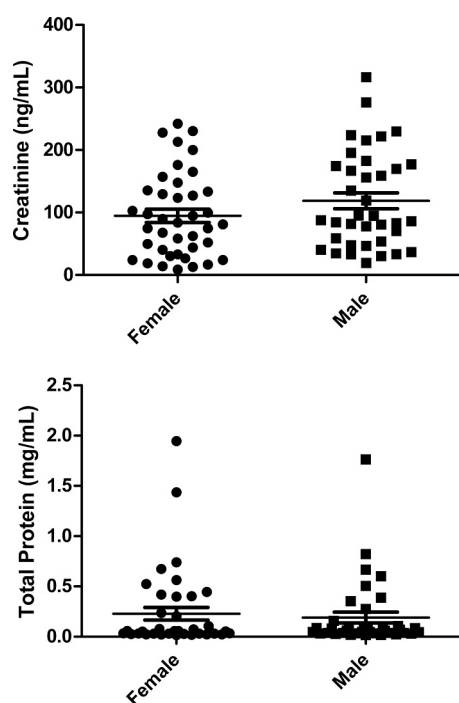 400
300
200
100
0
Creatinine (ng/mL)
Female
Male
2.5
2.0
1.5
1.0
0.5
0.0
Total Protein (mg/mL)
Female
Male